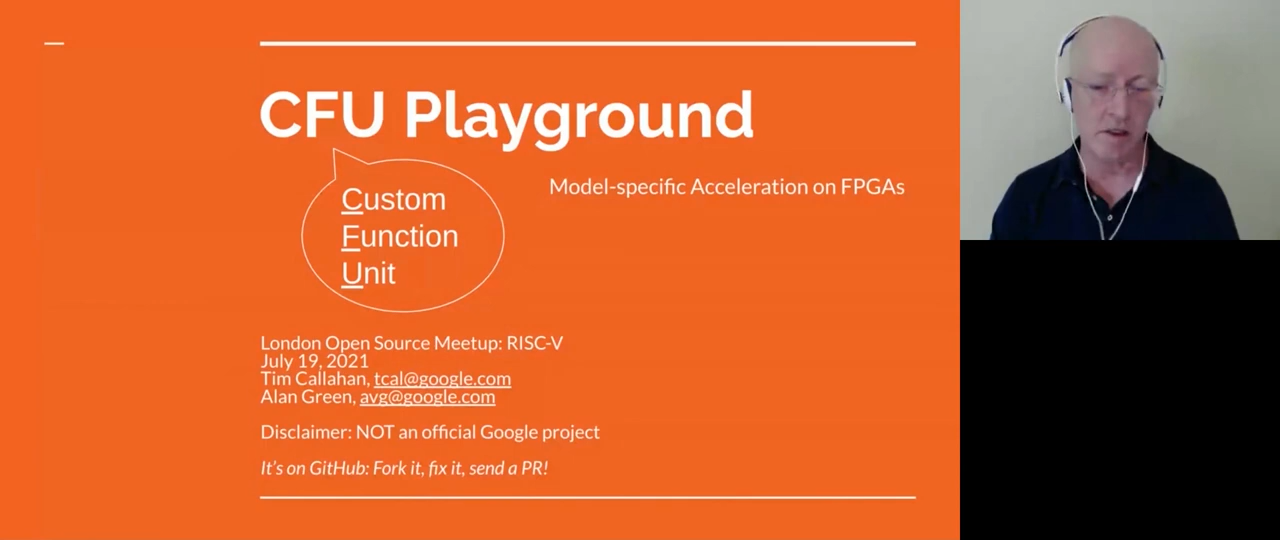 CFU Playground
Model-specific Acceleration on FPGAs
Custom
Function
Unit
London Open Source Meetup: RISC-V
July 19, 2021
Tim Callahan, tcal@google.com
Alan Green, avg@google.com
Disclaimer: NOT an official Google project
It's on GitHub: Fork it, fix it, send a PR!